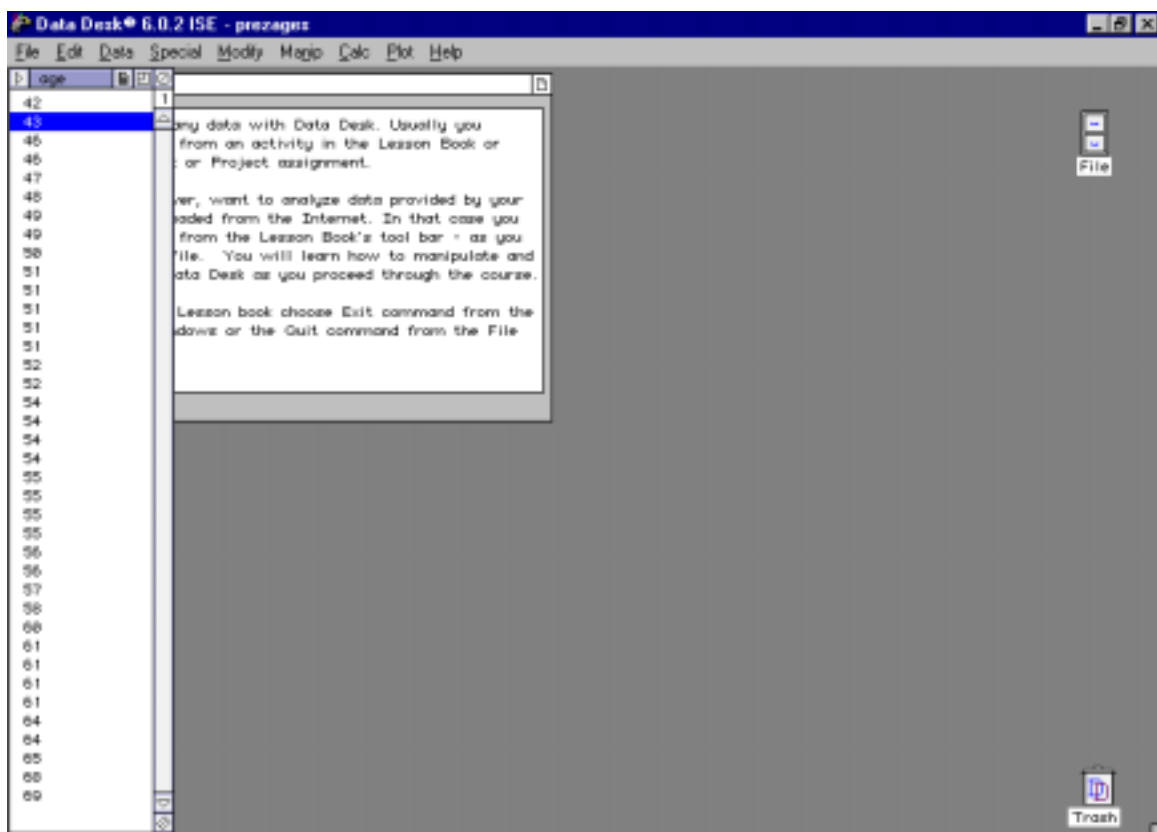 Data Desk® 6.0.2 ISE - prezages
File Edit Data Special Modify Manip Calc Plot Help
age
1
42
43
46
46
47
48
49
49
50
51
51
51
51
51
52
52
54
54
54
54
55
55
55
55
56
56
57
58
60
61
61
61
61
64
64
65
68
69
any data with Data Desk. Usually you
from an activity in the Lesson Book or
or Project assignment.
ver, want to analyze data provided by your
oaded from the Internet. In that case you
from the Lesson Book's tool bar - as you
File. You will learn how to manipulate and
ata Desk as you proceed through the course.
Lesson book choose Exit command from the
dows or the Quit command from the File
File
Trash